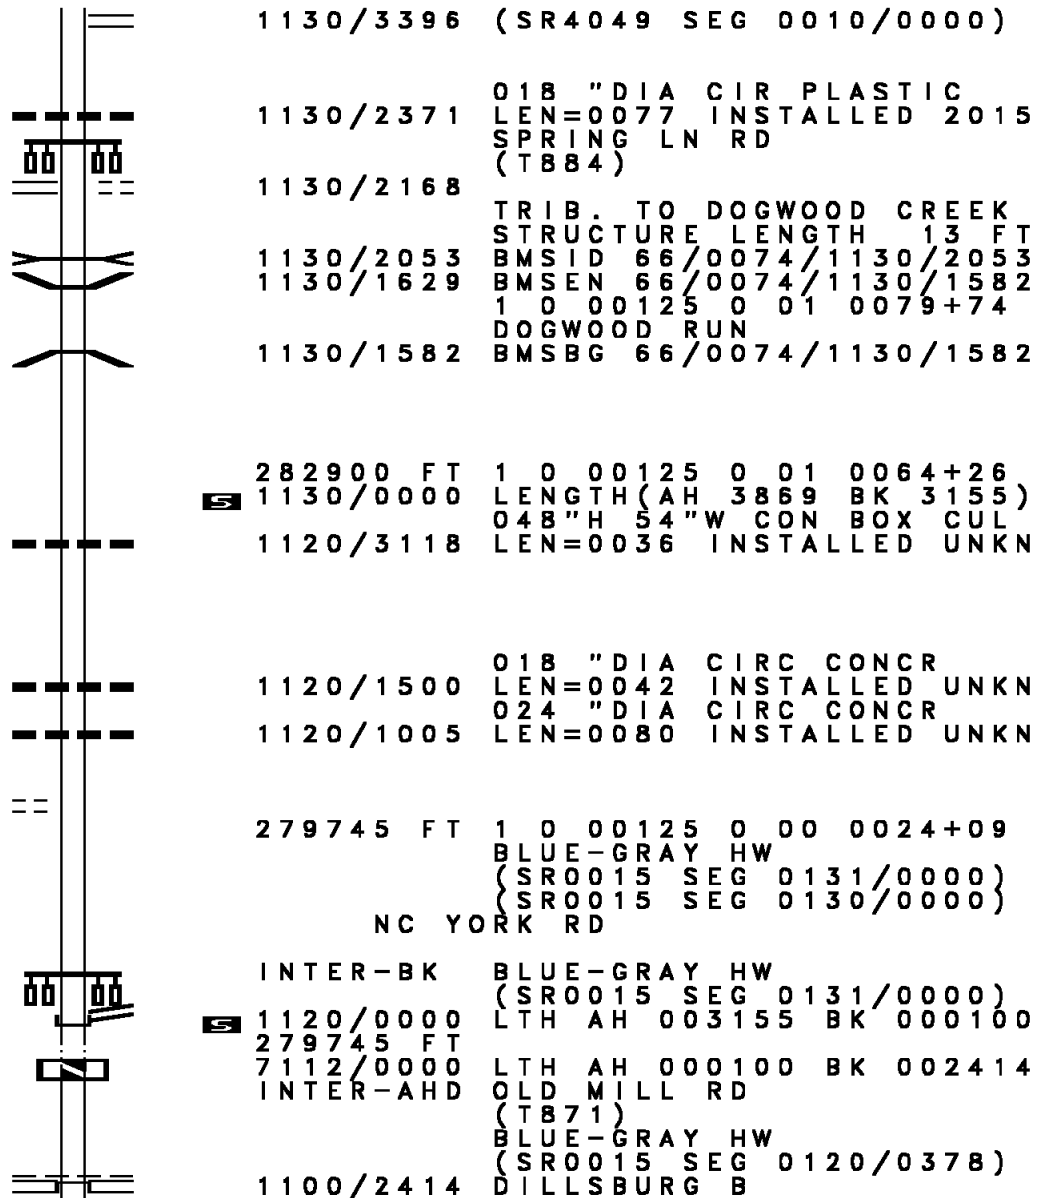 1130/3396 (SR4049 SEG 0010/0000)
018 "DIA CIR PLASTIC
1130/2371 LEN=0077 INSTALLED 2015
SPRING LN RD
(T884)
1130/2168
TRIB. TO DOGWOOD CREEK
STRUCTURE LENGTH 13 FT
1130/2053 BMSID 66/0074/1130/2053
1130/1629 BMSEN 66/0074/1130/1582
1 0 00125 0 01 0079+74
DOGWOOD RUN
1130/1582 BMSBG 66/0074/1130/1582
282900 FT 1 0 00125 0 01 0064+26
S 1130/0000 LENGTH(AH 3869 BK 3155)
048"H 54"W CON BOX CUL
1120/3118 LEN=0036 INSTALLED UNKN
018 "DIA CIRC CONCR
1120/1500 LEN=0042 INSTALLED UNKN
024 "DIA CIRC CONCR
1120/1005 LEN=0080 INSTALLED UNKN
279745 FT 1 0 00125 0 00 0024+09
BLUE-GRAY HW
(SR0015 SEG 0131/0000)
(SR0015 SEG 0130/0000)
NC YORK RD
INTER-BK BLUE-GRAY HW
(SR0015 SEG 0131/0000)
S 1120/0000 LTH AH 003155 BK 000100
279745 FT
7112/0000 LTH AH 000100 BK 002414
INTER-AHD OLD MILL RD
(T871)
BLUE-GRAY HW
(SR0015 SEG 0120/0378)
1100/2414 DILLSBURG B